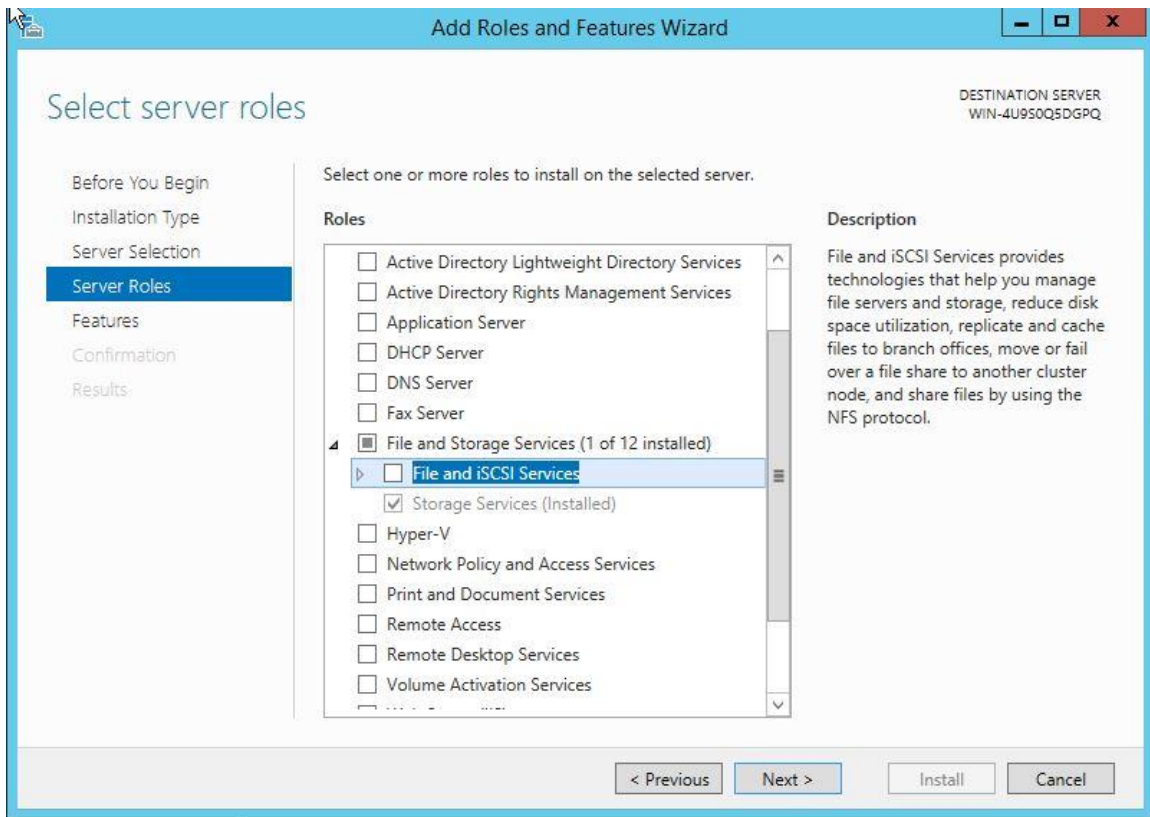 Add Roles and Features Wizard
Select server roles
DESTINATION SERVER
WIN-4U9S0Q5DGPQ
Before You Begin
Installation Type
Server Selection
Server Roles
Features
Confirmation
Results
Select one or more roles to install on the selected server.
Roles
Active Directory Lightweight Directory Services
Active Directory Rights Management Services
Application Server
DHCP Server
DNS Server
Fax Server
File and Storage Services (1 of 12 installed)
File and iSCSI Services
Storage Services (Installed)
Hyper-V
Network Policy and Access Services
Print and Document Services
Remote Access
Remote Desktop Services
Volume Activation Services
Description
File and iSCSI Services provides
technologies that help you manage
file servers and storage, reduce disk
space utilization, replicate and cache
files to branch offices, move or fail
over a file share to another cluster
node, and share files by using the
NFS protocol.
< Previous
Next >
Install
Cancel